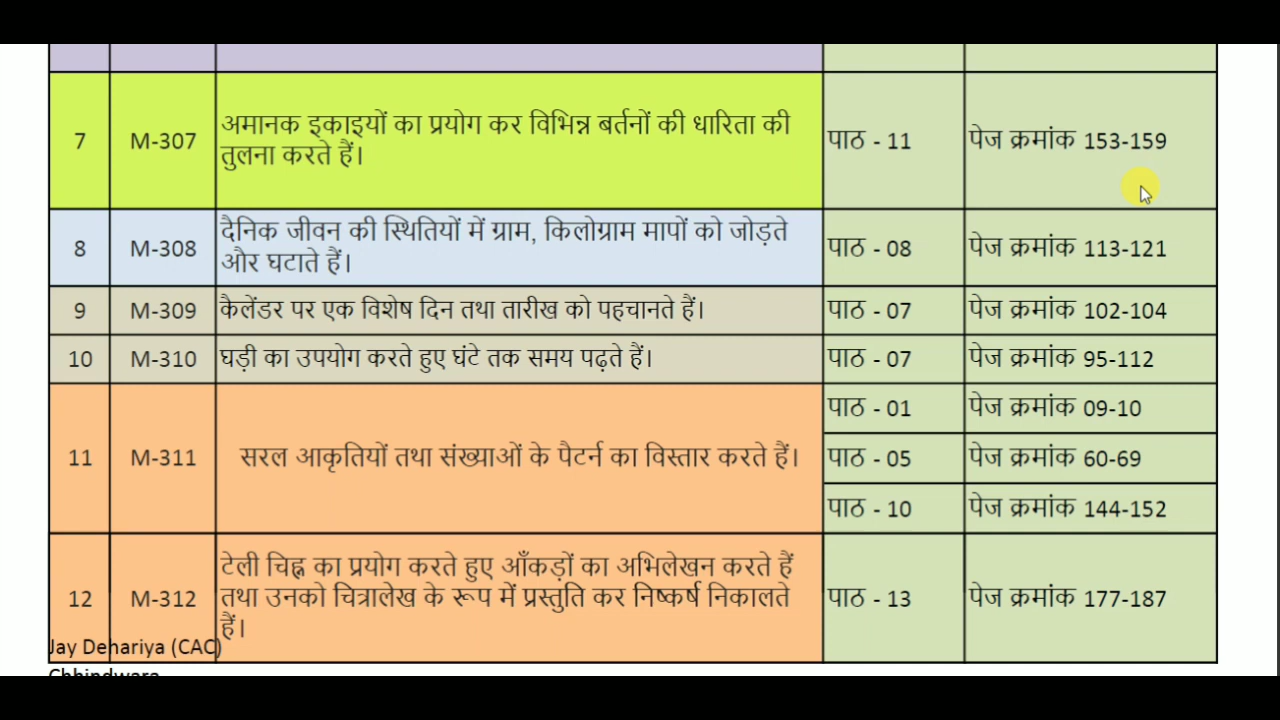 7 M-307 अमानक इकाइयों का प्रयोग कर विभिन्न बर्तनों की धारिता की
तुलना करते हैं। पाठ - 11 पेज क्रमांक 153-159
8 M-308 दैनिक जीवन की स्थितियों में ग्राम, किलोग्राम मापों को जोड़ते
और घटाते हैं। पाठ - 08 पेज क्रमांक 113-121
9 M-309 कैलेंडर पर एक विशेष दिन तथा तारीख को पहचानते हैं। पाठ - 07 पेज क्रमांक 102-104
10 M-310 घड़ी का उपयोग करते हुए घंटे तक समय पढ़ते हैं। पाठ - 07 पेज क्रमांक 95-112
11 M-311 सरल आकृतियों तथा संख्याओं के पैटर्न का विस्तार करते हैं। पाठ - 01 पेज क्रमांक 09-10
पाठ - 05 पेज क्रमांक 60-69
पाठ - 10 पेज क्रमांक 144-152
12 M-312 टेली चिह्न का प्रयोग करते हुए आँकड़ों का अभिलेखन करते हैं
तथा उनको चित्रालेख के रूप में प्रस्तुति कर निष्कर्ष निकालते
हैं। पाठ - 13 पेज क्रमांक 177-187
Jay Dehariya (CAC)
Chhindwara